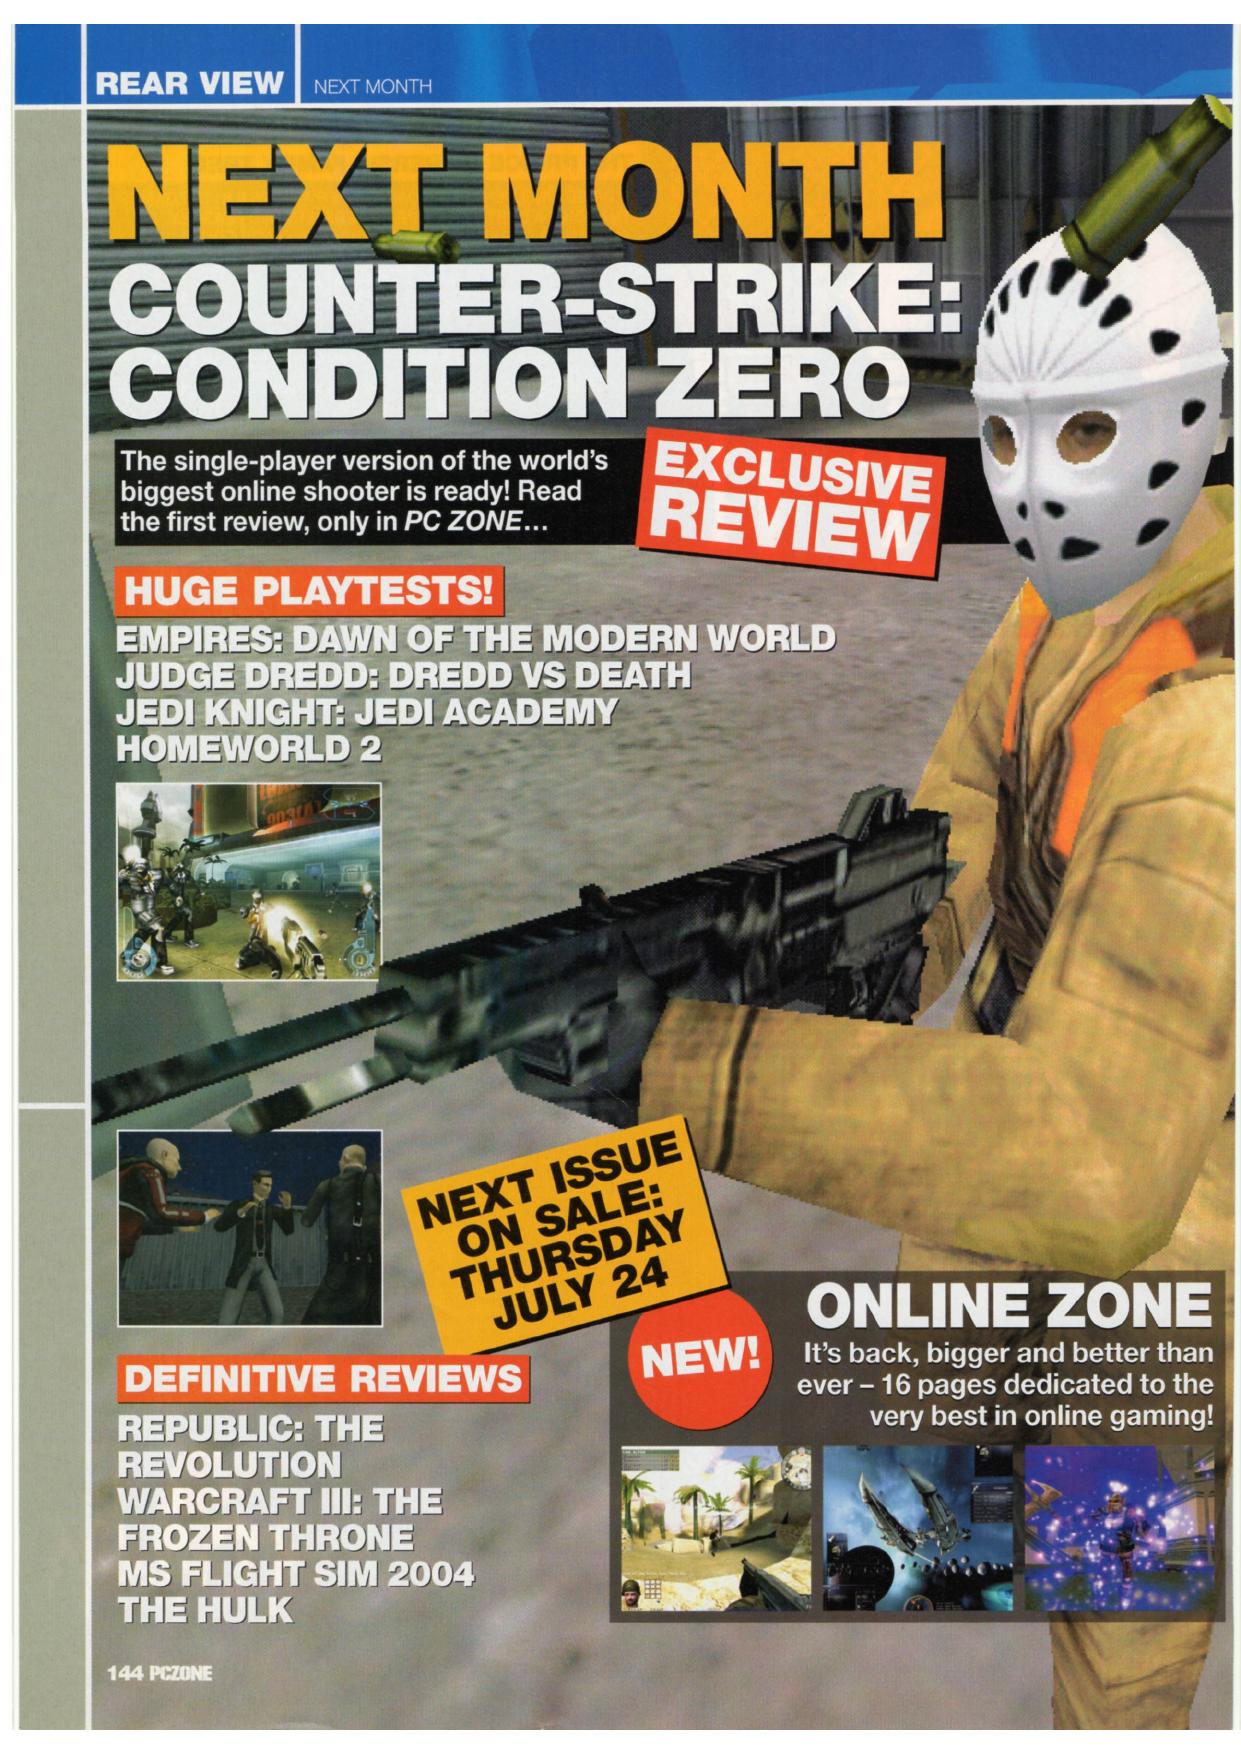 REAR VIEW
NEXT MONTH
NEXT MONTH
COUNTER-STRIKE:
CONDITION ZERO
The single-player version of the world's
biggest online shooter is ready! Read
the first review, only in PC ZONE...
EXCLUSIVE
REVIEW
HUGE PLAYTESTS!
EMPIRES: DAWN OF THE MODERN WORLD
JUDGE DREDD: DREDD VS DEATH
JEDI KNIGHT: JEDI ACADEMY
HOMEWORLD 2
NEXT ISSUE
ON SALE:
THURSDAY
JULY 24
NEW!
ONLINE ZONE
It's back, bigger and better than
ever – 16 pages dedicated to the
very best in online gaming!
DEFINITIVE REVIEWS
REPUBLIC: THE
REVOLUTION
WARCRAFT III: THE
FROZEN THRONE
MS FLIGHT SIM 2004
THE HULK
144 PCZONE